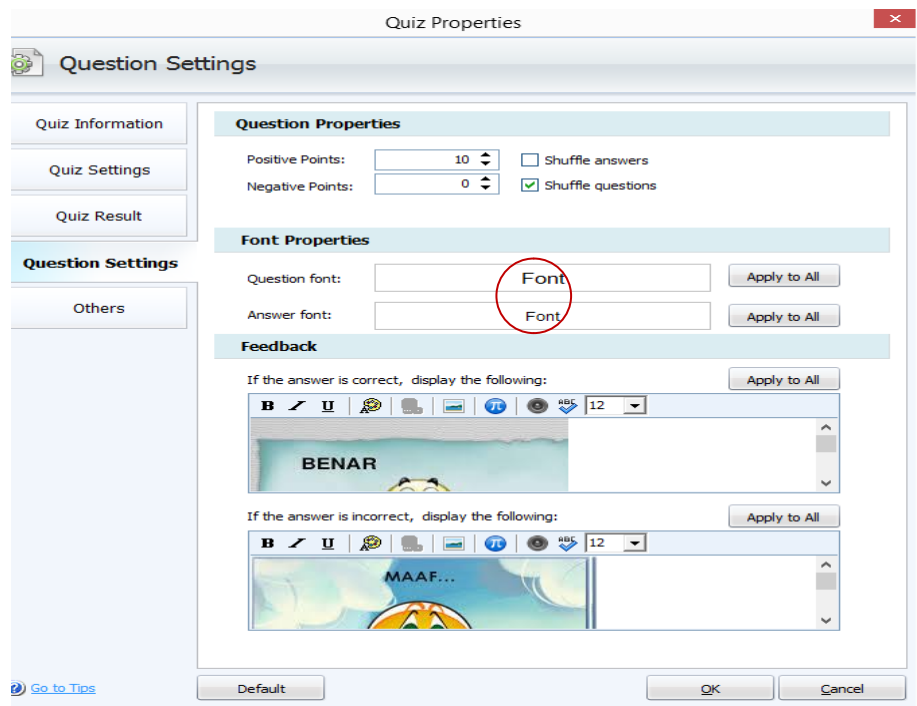 Quiz Properties
Question Settings
Quiz Information
Quiz Settings
Quiz Result
Question Settings
Others
Question Properties
Positive Points: 10 Shuffle answers
Negative Points: 0 Shuffle questions
Font Properties
Question font: Font Apply to All
Answer font: Font Apply to All
Feedback
If the answer is correct, display the following: Apply to All
B I U ABC 12
BENAR
If the answer is incorrect, display the following: Apply to All
B I U ABC 12
MAAF...
Go to Tips Default OK Cancel